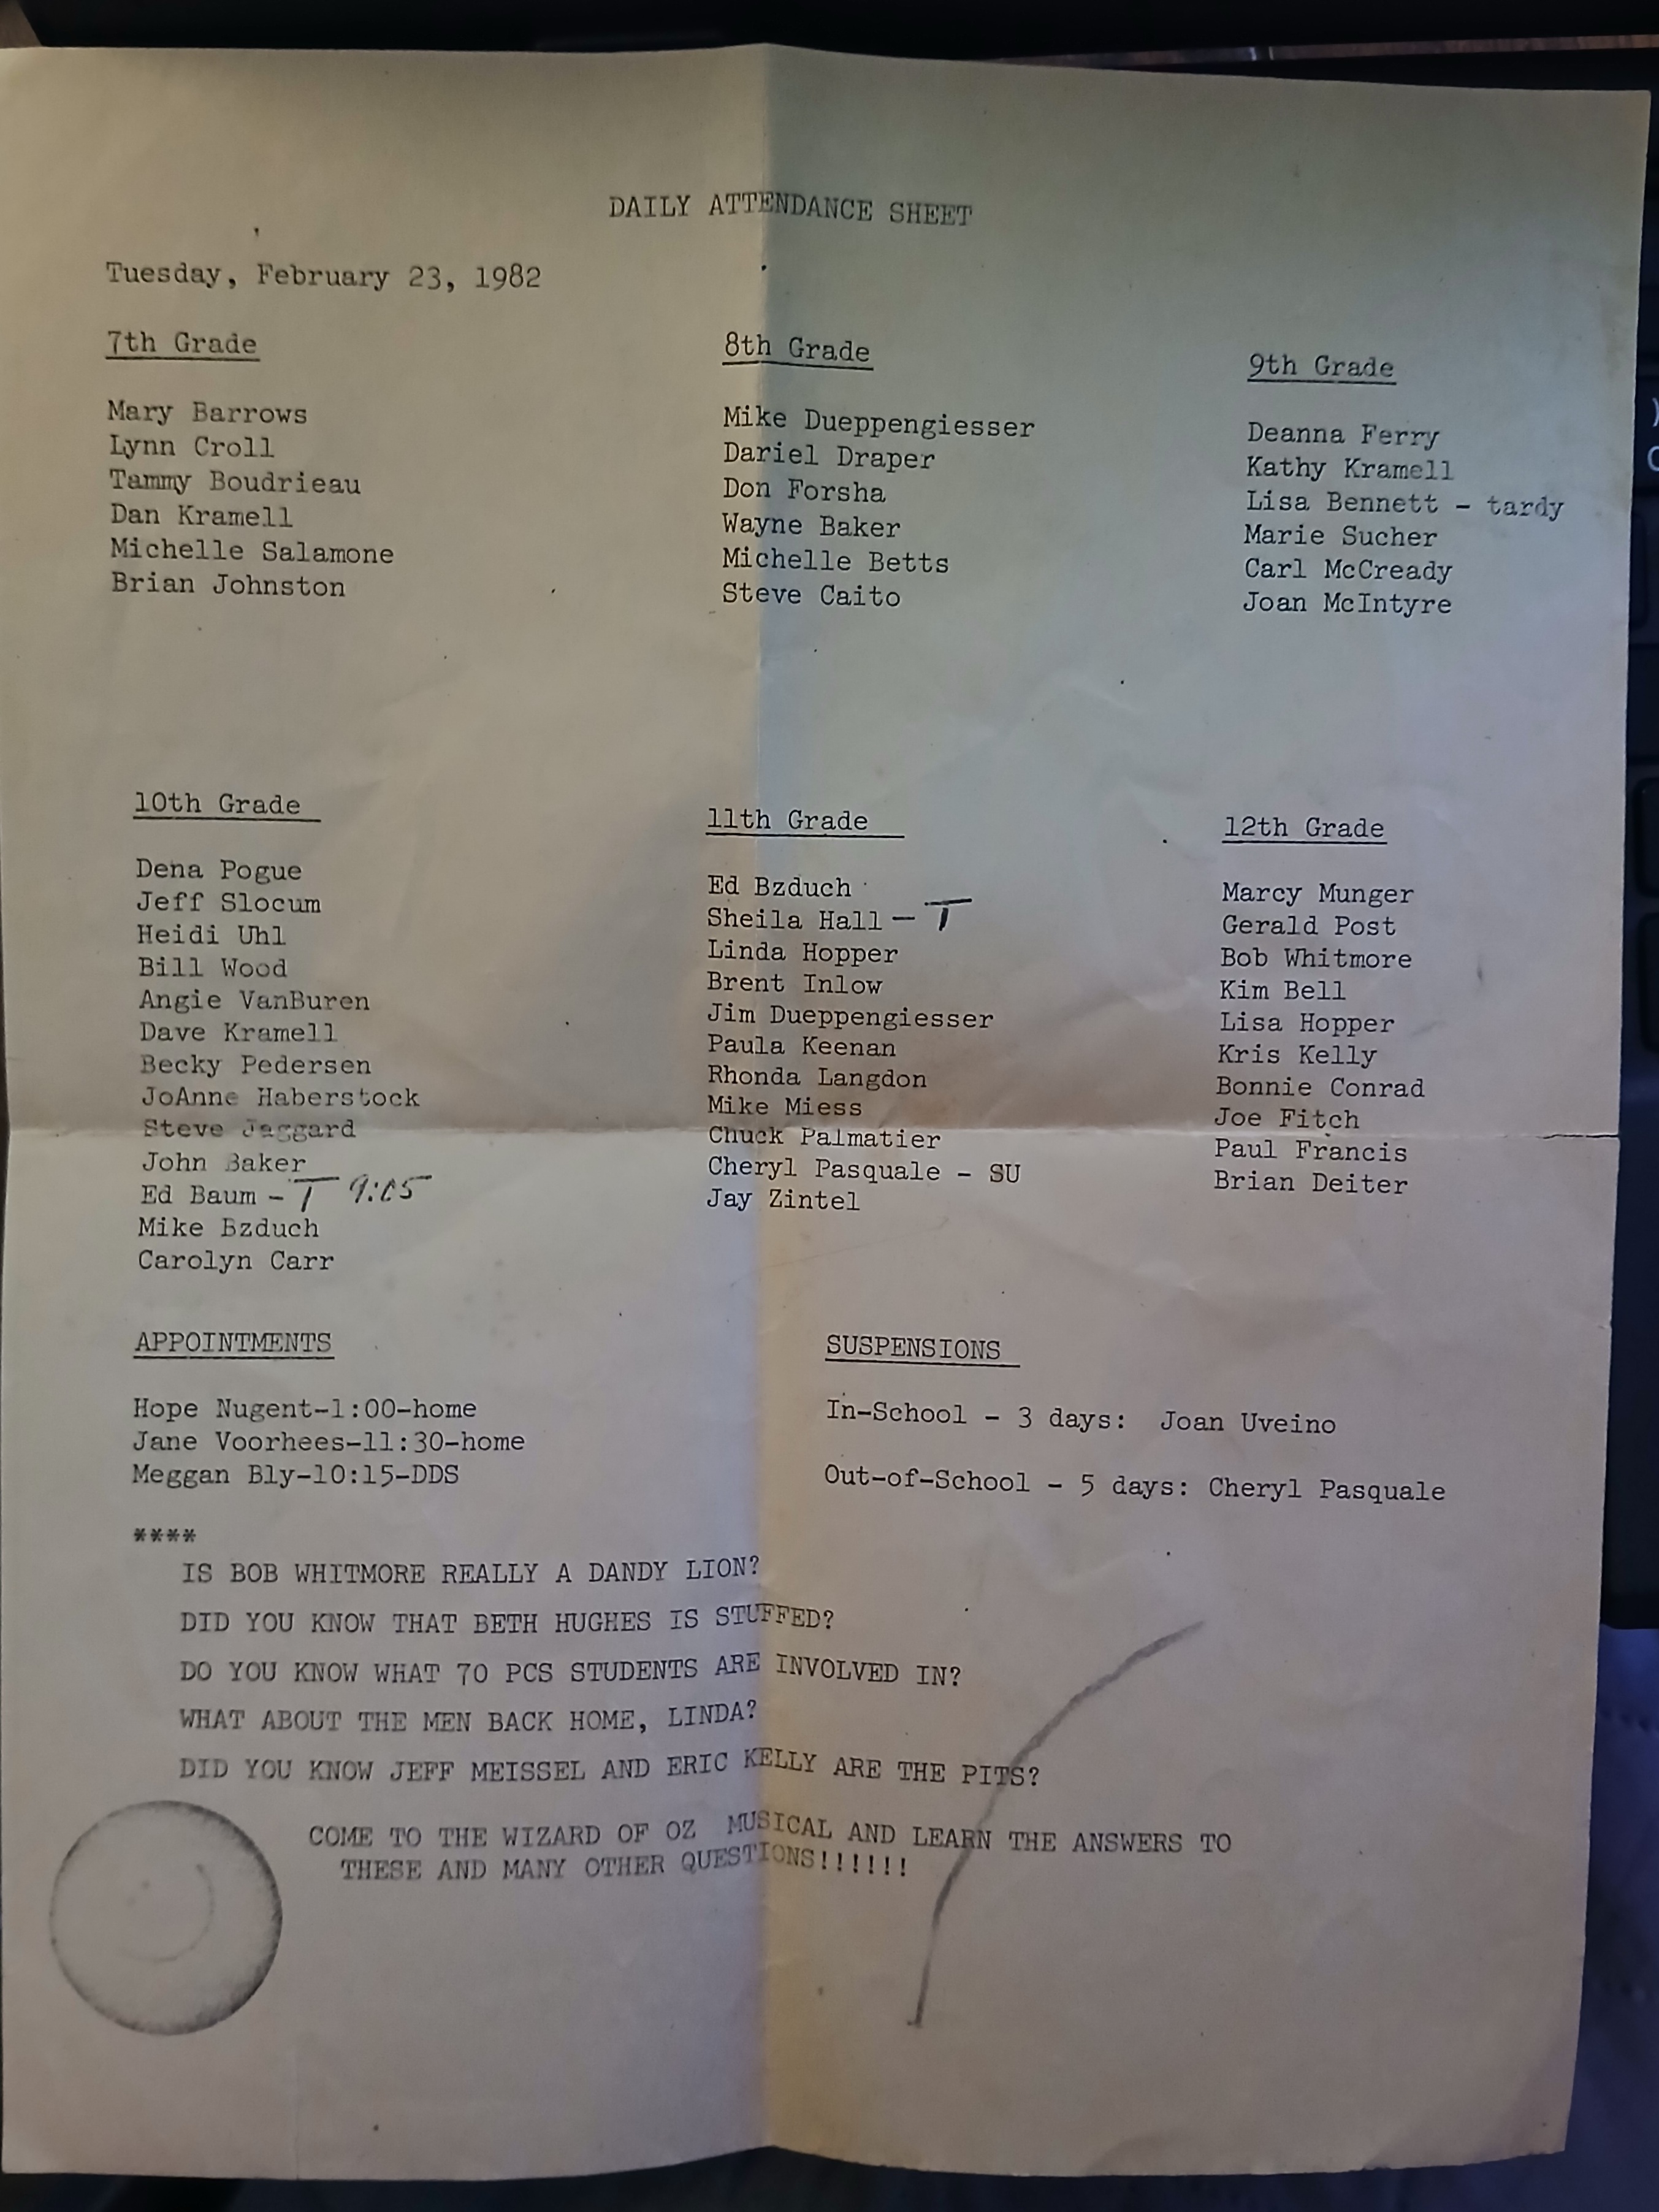 DAILY ATTENDANCE SHEET
Tuesday, February 23, 1982
7th Grade
Mary Barrows
Lynn Croll
Tammy Boudrieau
Dan Kramell
Michelle Salamone
Brian Johnston
8th Grade
Mike Dueppengiesser
Dariel Draper
Don Forsha
Wayne Baker
Michelle Betts
Steve Caito
9th Grade
Deanna Ferry
Kathy Kramell
Lisa Bennett - tardy
Marie Sucher
Carl McCready
Joan McIntyre
10th Grade
Dena Pogue
Jeff Slocum
Heidi Uhl
Bill Wood
Angie VanBuren
Dave Kramell
Becky Pedersen
JoAnne Haberstock
Steve Jaggard
John Baker
Ed Baum - T 9:05
Mike Bzduch
Carolyn Carr
11th Grade
Ed Bzduch
Sheila Hall - T
Linda Hopper
Brent Inlow
Jim Dueppengiesser
Paula Keenan
Rhonda Langdon
Mike Miess
Chuck Palmatier
Cheryl Pasquale - SU
Jay Zintel
12th Grade
Marcy Munger
Gerald Post
Bob Whitmore
Kim Bell
Lisa Hopper
Kris Kelly
Bonnie Conrad
Joe Fitch
Paul Francis
Brian Deiter
APPOINTMENTS
Hope Nugent-1:00-home
Jane Voorhees-11:30-home
Meggan Bly-10:15-DDS
SUSPENSIONS
In-School - 3 days: Joan Uveino
Out-of-School - 5 days: Cheryl Pasquale
****
IS BOB WHITMORE REALLY A DANDY LION?
DID YOU KNOW THAT BETH HUGHES IS STUFFED?
DO YOU KNOW WHAT 70 PCS STUDENTS ARE INVOLVED IN?
WHAT ABOUT THE MEN BACK HOME, LINDA?
DID YOU KNOW JEFF MEISSEL AND ERIC KELLY ARE THE PITS?
COME TO THE WIZARD OF OZ MUSICAL AND LEARN THE ANSWERS TO
THESE AND MANY OTHER QUESTIONS!!!!!!